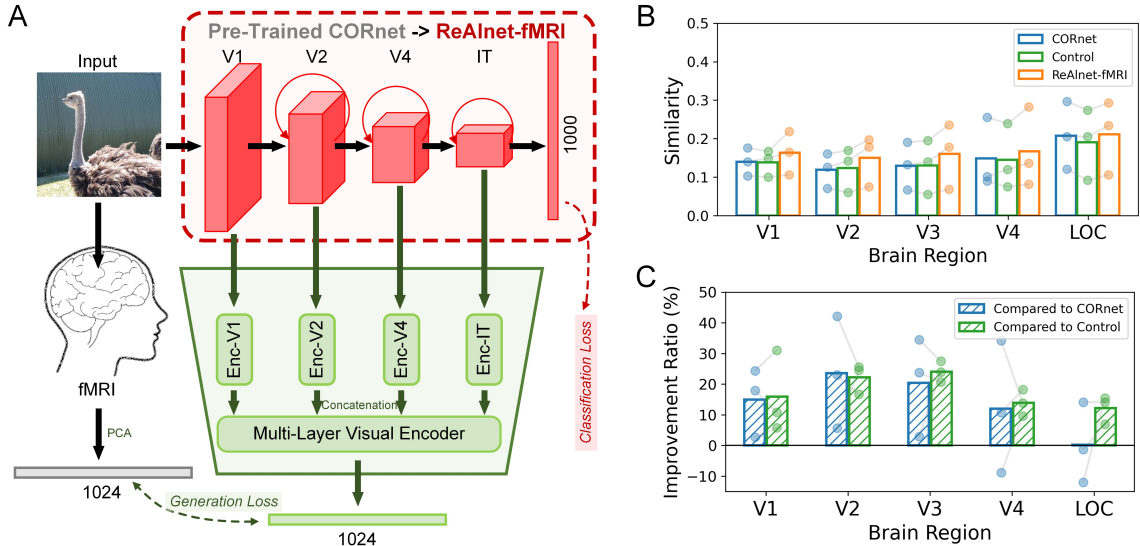 A
Pre-Trained CORnet -> ReAlnet-fMRI
Input
V1
V2
V4
IT
1000
fMRI
PCA
1024
Enc-V1
Enc-V2
Enc-V4
Enc-IT
Concatenation
Multi-Layer Visual Encoder
Classification Loss
Generation Loss
1024
B
0.5
0.4
0.3
0.2
0.1
0.0
Similarity
CORnet
Control
ReAlnet-fMRI
V1
V2
V3
V4
LOC
Brain Region
C
50
40
30
20
10
0
−10
Improvement Ratio (%)
Compared to CORnet
Compared to Control
V1
V2
V3
V4
LOC
Brain Region